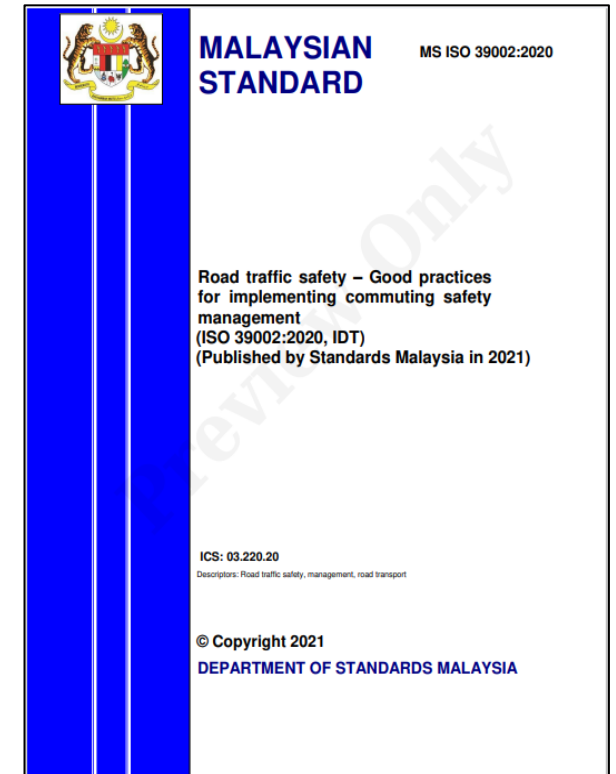 MALAYSIAN
STANDARD
MS ISO 39002:2020
Preview Only
Road traffic safety – Good practices
for implementing commuting safety
management
(ISO 39002:2020, IDT)
(Published by Standards Malaysia in 2021)
ICS: 03.220.20
Descriptors: Road traffic safety, management, road transport
© Copyright 2021
DEPARTMENT OF STANDARDS MALAYSIA